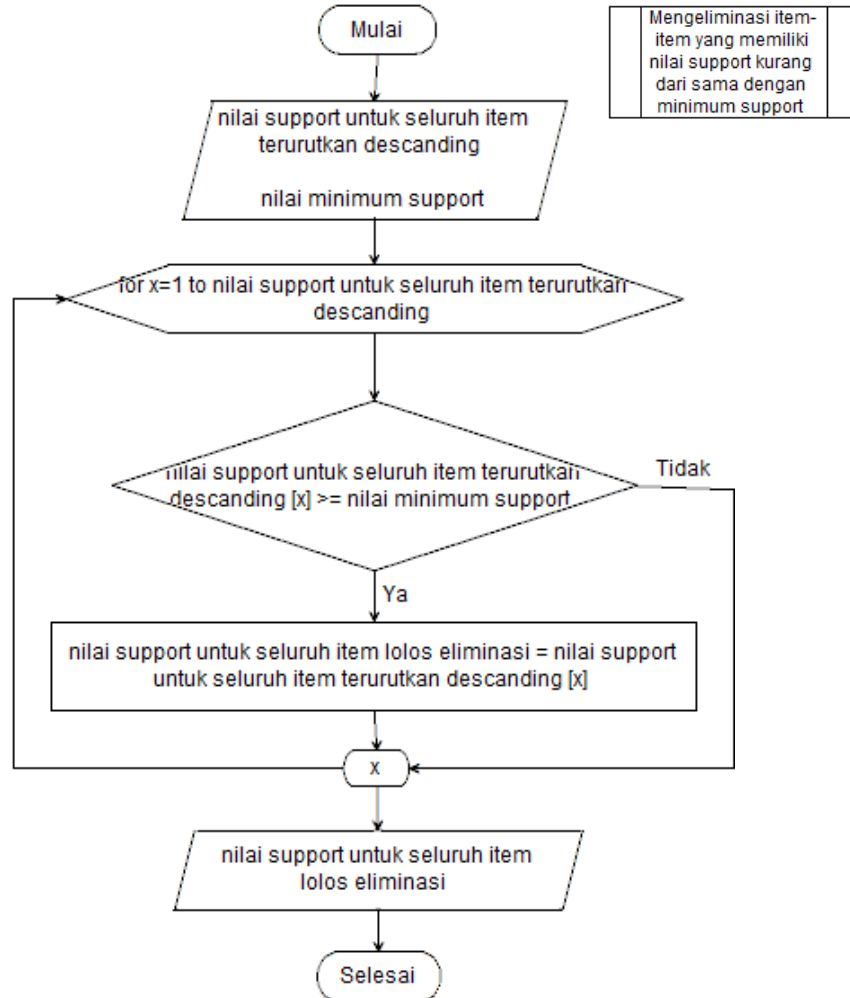 Mulai
Mengeliminasi item-
item yang memiliki
nilai support kurang
dari sama dengan
minimum support
nilai support untuk seluruh item
terurutkan descanding
nilai minimum support
for x=1 to nilai support untuk seluruh item terurutkan
descanding
nilai support untuk seluruh item terurutkan
descanding [x] >= nilai minimum support
Tidak
Ya
nilai support untuk seluruh item lolos eliminasi = nilai support
untuk seluruh item terurutkan descanding [x]
x
nilai support untuk seluruh item
lolos eliminasi
Selesai